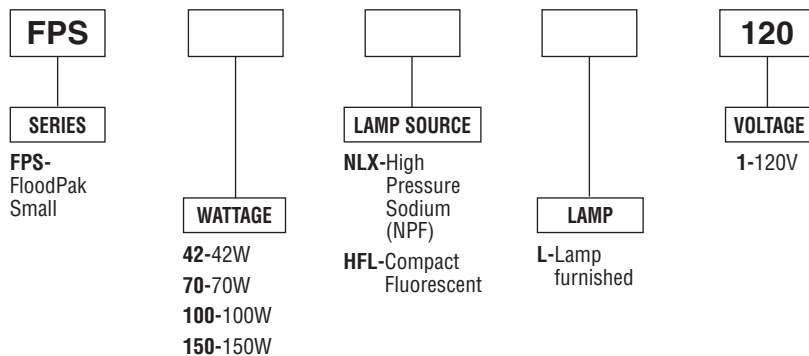 FPS
120
SERIES
FPS-
FloodPak
Small
WATTAGE
42-42W
70-70W
100-100W
150-150W
LAMP SOURCE
NLX-High
Pressure
Sodium
(NPF)
HFL-Compact
Fluorescent
LAMP
L-Lamp
furnished
VOLTAGE
1-120V